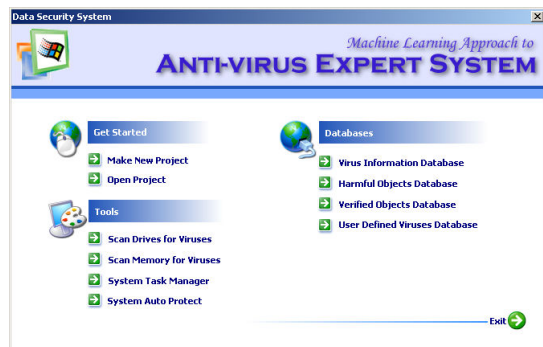 Data Security System
Machine Learning Approach to
ANTI-VIRUS EXPERT SYSTEM
Get Started
Make New Project
Open Project
Tools
Scan Drives for Viruses
Scan Memory for Viruses
System Task Manager
System Auto Protect
Databases
Virus Information Database
Harmful Objects Database
Verified Objects Database
User Defined Viruses Database
Exit